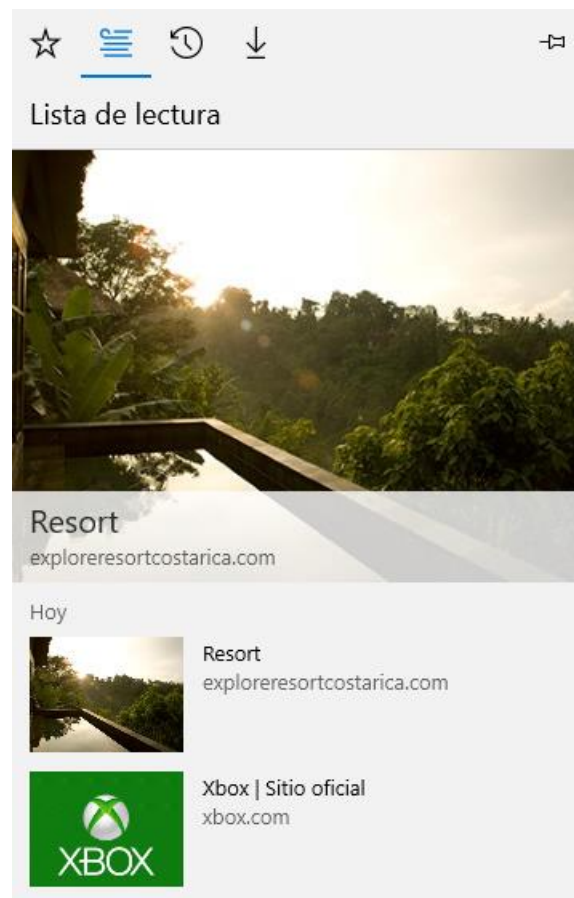 Lista de lectura
Resort
exploreresortcostarica.com
Hoy
Resort
exploreresortcostarica.com
Xbox | Sitio oficial
xbox.com
XBOX